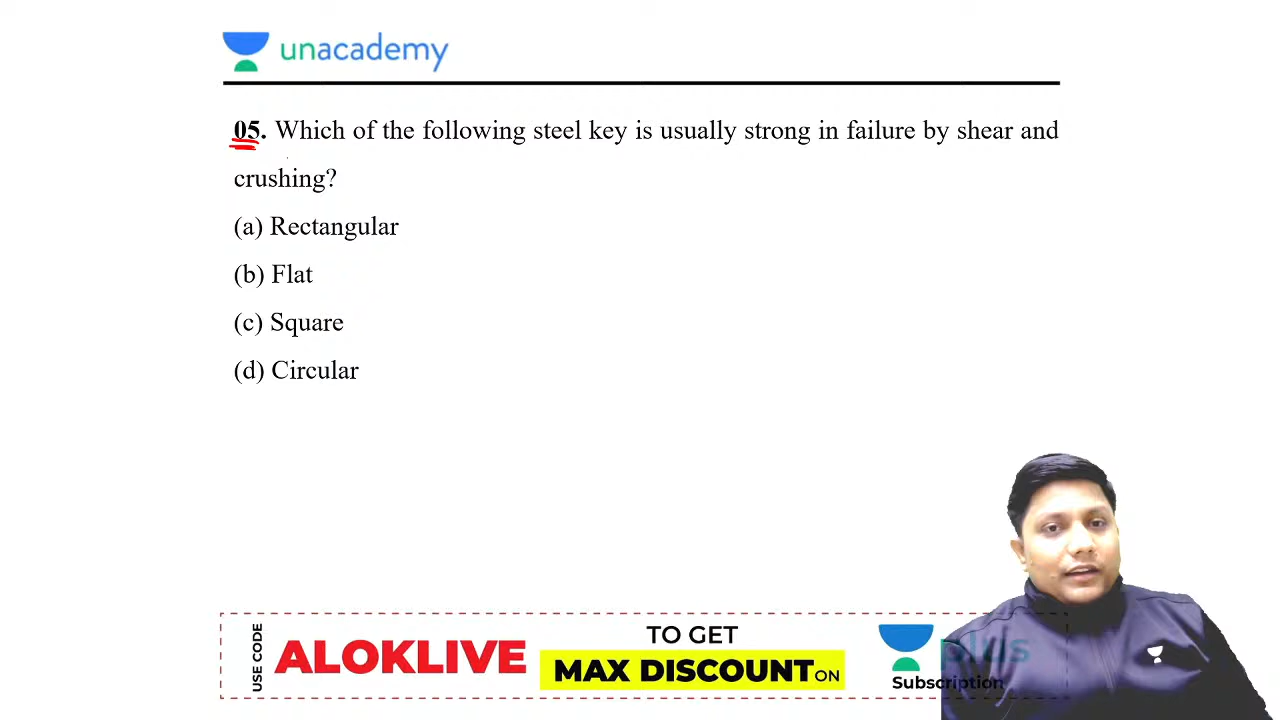 unacademy
05. Which of the following steel key is usually strong in failure by shear and
crushing?
(a) Rectangular
(b) Flat
(c) Square
(d) Circular
USE CODE
ALOKLIVE
TO GET
MAX DISCOUNT ON
plus
Subscription